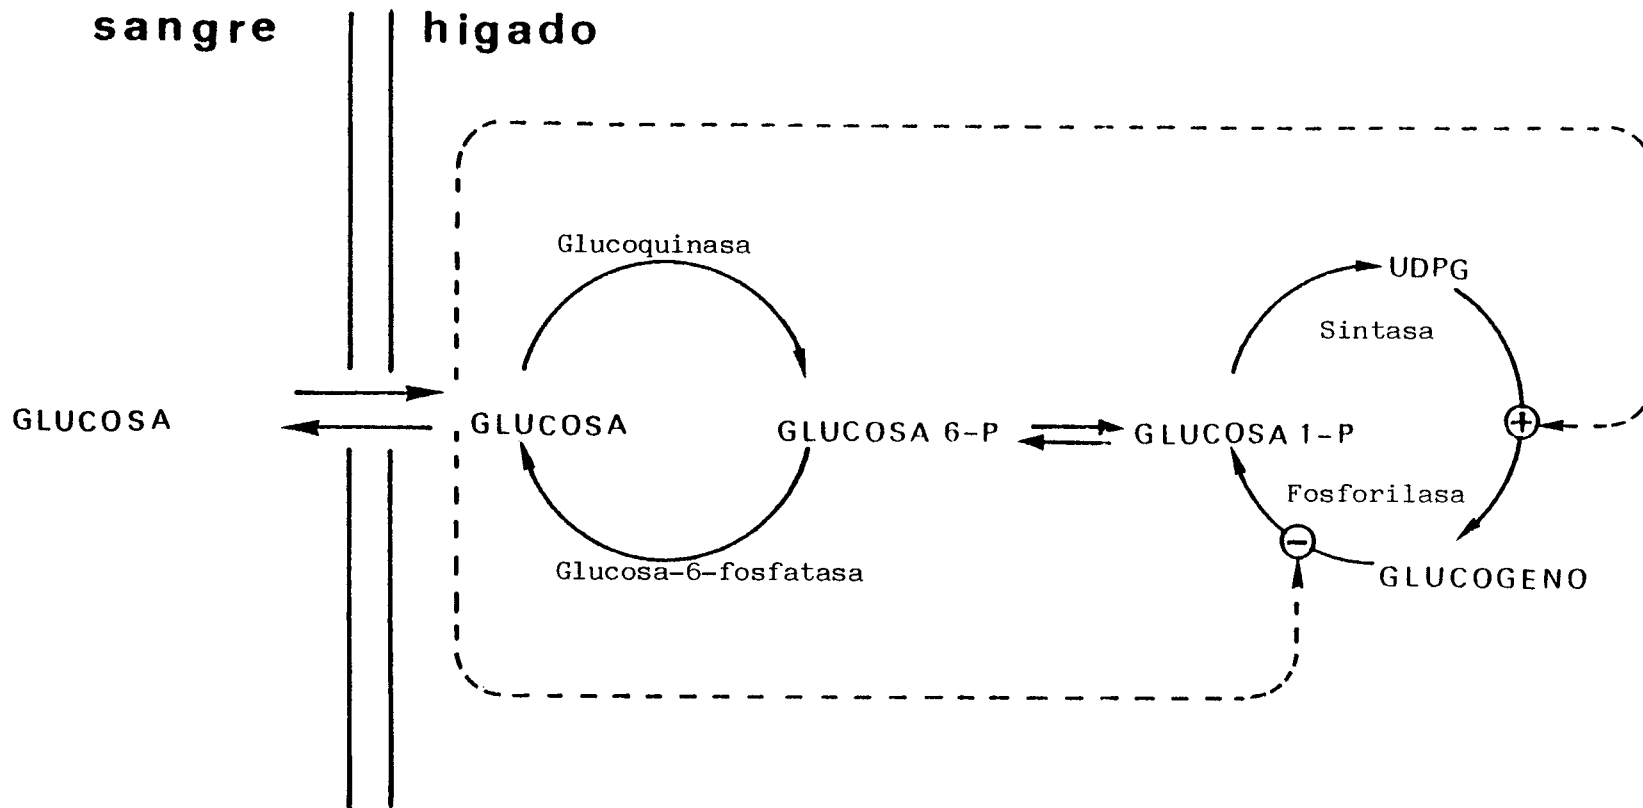 sangre
higado
Glucoquinasa
UDPG
Sintasa
GLUCOSA
GLUCOSA
GLUCOSA 6-P
GLUCOSA 1-P
+
Fosforilasa
-
Glucosa-6-fosfatasa
GLUCOGENO